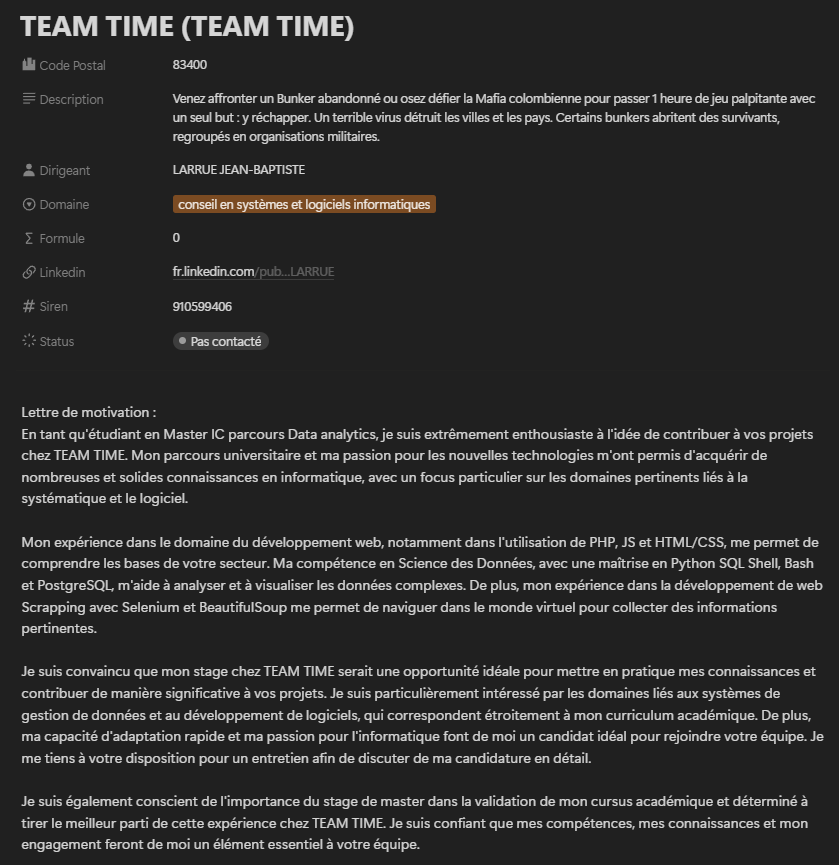 TEAM TIME (TEAM TIME)
Code Postal 83400
Description Venez affronter un Bunker abandonné ou osez défier la Mafia colombienne pour passer 1 heure de jeu palpitante avec
un seul but : y réchapper. Un terrible virus détruit les villes et les pays. Certains bunkers abritent des survivants,
regroupés en organisations militaires.
Dirigeant LARRUE JEAN-BAPTISTE
Domaine conseil en systèmes et logiciels informatiques
Formule 0
Linkedin fr.linkedin.com/pub...LARRUE
Siren 910599406
Status Pas contacté
Lettre de motivation :
En tant qu'étudiant en Master IC parcours Data analytics, je suis extrêmement enthousiaste à l'idée de contribuer à vos projets
chez TEAM TIME. Mon parcours universitaire et ma passion pour les nouvelles technologies m'ont permis d'acquérir de
nombreuses et solides connaissances en informatique, avec un focus particulier sur les domaines pertinents liés à la
systématique et le logiciel.
Mon expérience dans le domaine du développement web, notamment dans l'utilisation de PHP, JS et HTML/CSS, me permet de
comprendre les bases de votre secteur. Ma compétence en Science des Données, avec une maîtrise en Python SQL Shell, Bash
et PostgreSQL, m'aide à analyser et à visualiser les données complexes. De plus, mon expérience dans la développement de web
Scrapping avec Selenium et BeautifulSoup me permet de naviguer dans le monde virtuel pour collecter des informations
pertinentes.
Je suis convaincu que mon stage chez TEAM TIME serait une opportunité idéale pour mettre en pratique mes connaissances et
contribuer de manière significative à vos projets. Je suis particulièrement intéressé par les domaines liés aux systèmes de
gestion de données et au développement de logiciels, qui correspondent étroitement à mon curriculum académique. De plus,
ma capacité d'adaptation rapide et ma passion pour l'informatique font de moi un candidat idéal pour rejoindre votre équipe. Je
me tiens à votre disposition pour un entretien afin de discuter de ma candidature en détail.
Je suis également conscient de l'importance du stage de master dans la validation de mon cursus académique et déterminé à
tirer le meilleur parti de cette expérience chez TEAM TIME. Je suis confiant que mes compétences, mes connaissances et mon
engagement feront de moi un élément essentiel à votre équipe.